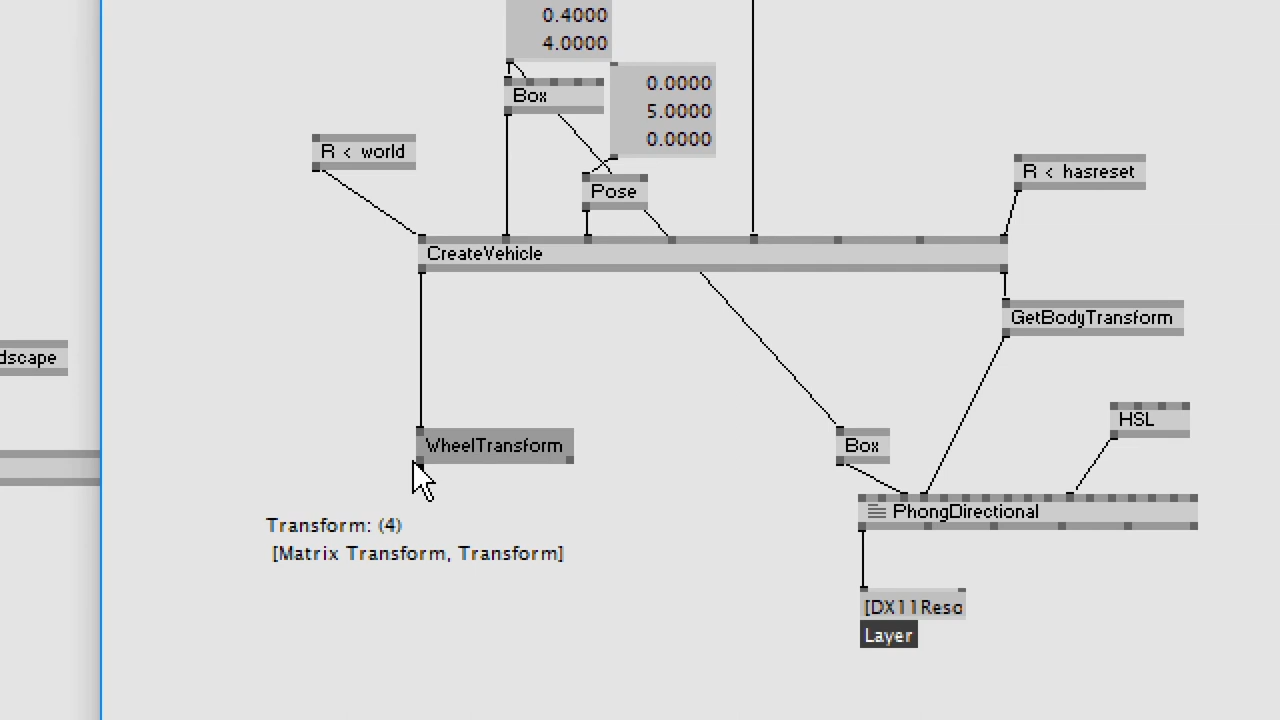 0.4000
4.0000
Box
0.0000
5.0000
0.0000
R < world
Pose
R < hasreset
CreateVehicle
GetBodyTransform
dscape
HSL
WheelTransform
Box
PhongDirectional
Transform: (4)
[Matrix Transform, Transform]
[DX11Reso
Layer